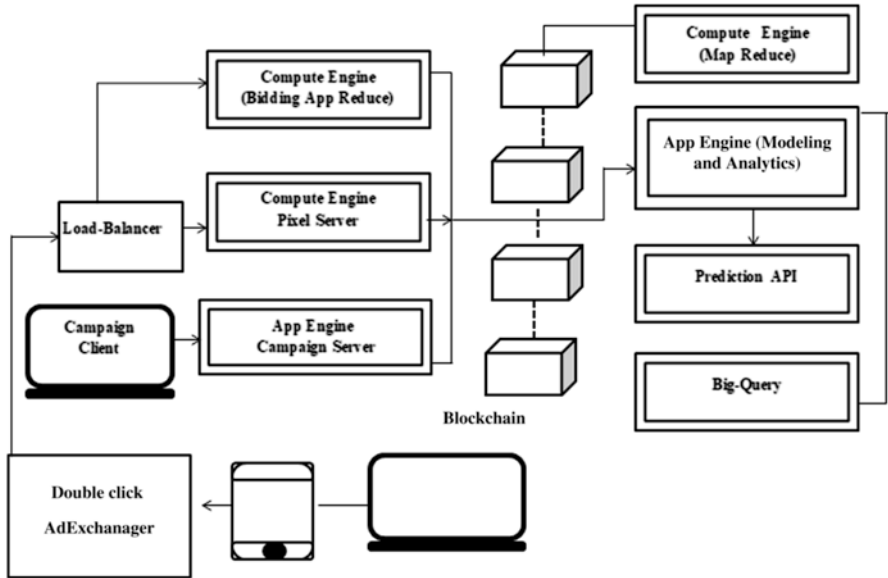 Compute Engine
(Bidding App Reduce)
Compute Engine
(Map Reduce)
App Engine (Modeling
and Analytics)
Load-Balancer
Compute Engine
Pixel Server
Prediction API
Campaign
Client
App Engine
Campaign Server
Big-Query
Blockchain
Double click
AdExchanager